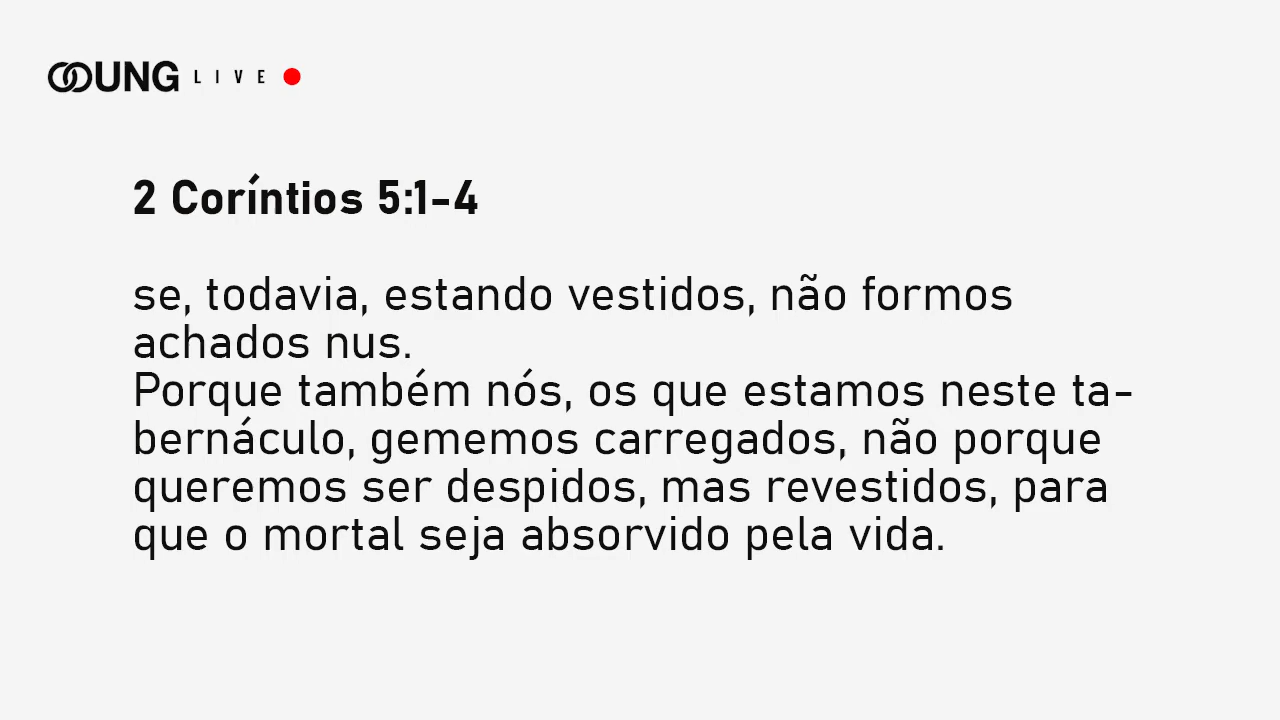 OOUNG LIVE
2 Coríntios 5:1-4
se, todavia, estando vestidos, não formos
achados nus.
Porque também nós, os que estamos neste ta-
bernáculo, gememos carregados, não porque
queremos ser despidos, mas revestidos, para
que o mortal seja absorvido pela vida.